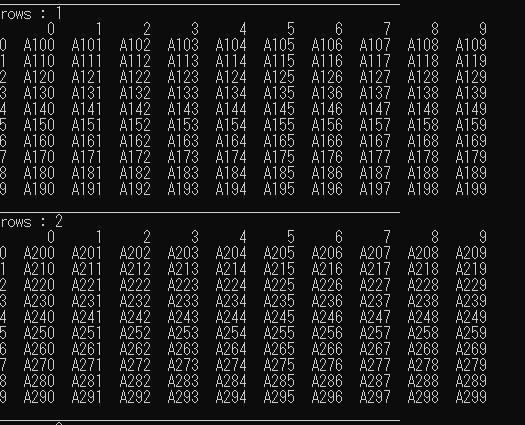 rows : 1
0 1 2 3 4 5 6 7 8 9
0 A100 A101 A102 A103 A104 A105 A106 A107 A108 A109
1 A110 A111 A112 A113 A114 A115 A116 A117 A118 A119
2 A120 A121 A122 A123 A124 A125 A126 A127 A128 A129
3 A130 A131 A132 A133 A134 A135 A136 A137 A138 A139
4 A140 A141 A142 A143 A144 A145 A146 A147 A148 A149
5 A150 A151 A152 A153 A154 A155 A156 A157 A158 A159
6 A160 A161 A162 A163 A164 A165 A166 A167 A168 A169
7 A170 A171 A172 A173 A174 A175 A176 A177 A178 A179
8 A180 A181 A182 A183 A184 A185 A186 A187 A188 A189
9 A190 A191 A192 A193 A194 A195 A196 A197 A198 A199
rows : 2
0 1 2 3 4 5 6 7 8 9
0 A200 A201 A202 A203 A204 A205 A206 A207 A208 A209
1 A210 A211 A212 A213 A214 A215 A216 A217 A218 A219
2 A220 A221 A222 A223 A224 A225 A226 A227 A228 A229
3 A230 A231 A232 A233 A234 A235 A236 A237 A238 A239
4 A240 A241 A242 A243 A244 A245 A246 A247 A248 A249
5 A250 A251 A252 A253 A254 A255 A256 A257 A258 A259
6 A260 A261 A262 A263 A264 A265 A266 A267 A268 A269
7 A270 A271 A272 A273 A274 A275 A276 A277 A278 A279
8 A280 A281 A282 A283 A284 A285 A286 A287 A288 A289
9 A290 A291 A292 A293 A294 A295 A296 A297 A298 A299